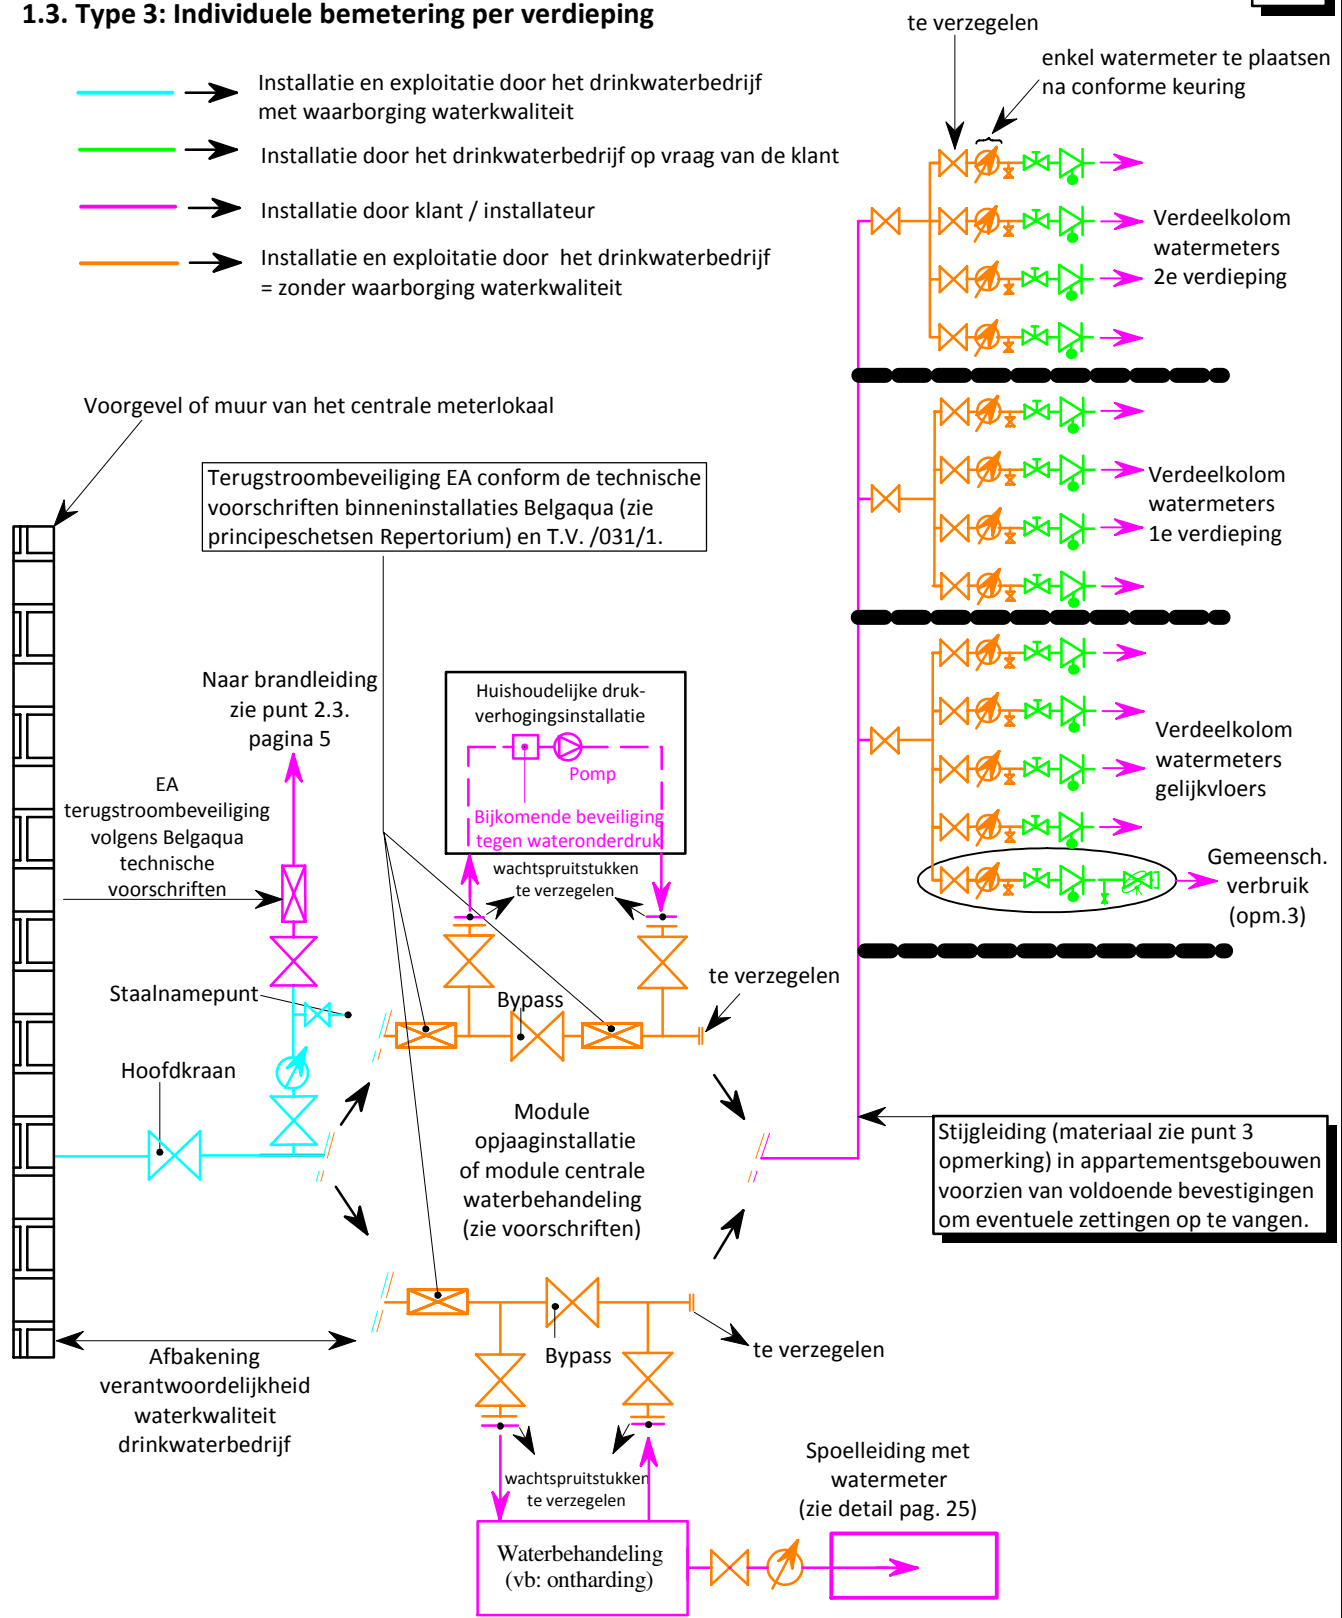 1.3. Type 3: Individuele bemetering per verdieping
te verzegelen
enkel watermeter te plaatsen
na conforme keuring
Installatie en exploitatie door het drinkwaterbedrijf
met waarborging waterkwaliteit
Installatie door het drinkwaterbedrijf op vraag van de klant
Installatie door klant / installateur
Installatie en exploitatie door het drinkwaterbedrijf
= zonder waarborging waterkwaliteit
Verdeelkolom
watermeters
2e verdieping
Voorgevel of muur van het centrale meterlokaal
Terugstroombeveiliging EA conform de technische
voorschriften binneninstallaties Belgaqua (zie
principeschetsen Repertorium) en T.V. /031/1.
Verdeelkolom
watermeters
1e verdieping
Naar brandleiding
zie punt 2.3.
pagina 5
Huishoudelijke druk-
verhogingsinstallatie
Pomp
Bijkomende beveiliging
tegen wateronderdruk
Verdeelkolom
watermeters
gelijkvloers
EA
terugstroombeveiliging
volgens Belgaqua
technische
voorschriften
wachtspruitstukken
te verzegelen
Gemeensch.
verbruik
(opm.3)
Staalnamepunt
Bypass
te verzegelen
Hoofdkraan
Module
opjaaginstallatie
of module centrale
waterbehandeling
(zie voorschriften)
Stijgleiding (materiaal zie punt 3
opmerking) in appartementsgebouwen
voorzien van voldoende bevestigingen
om eventuele zettingen op te vangen.
Bypass
te verzegelen
Afbakening
verantwoordelijkheid
waterkwaliteit
drinkwaterbedrijf
wachtspruitstukken
te verzegelen
Spoelleiding met
watermeter
(zie detail pag. 25)
Waterbehandeling
(vb: ontharding)